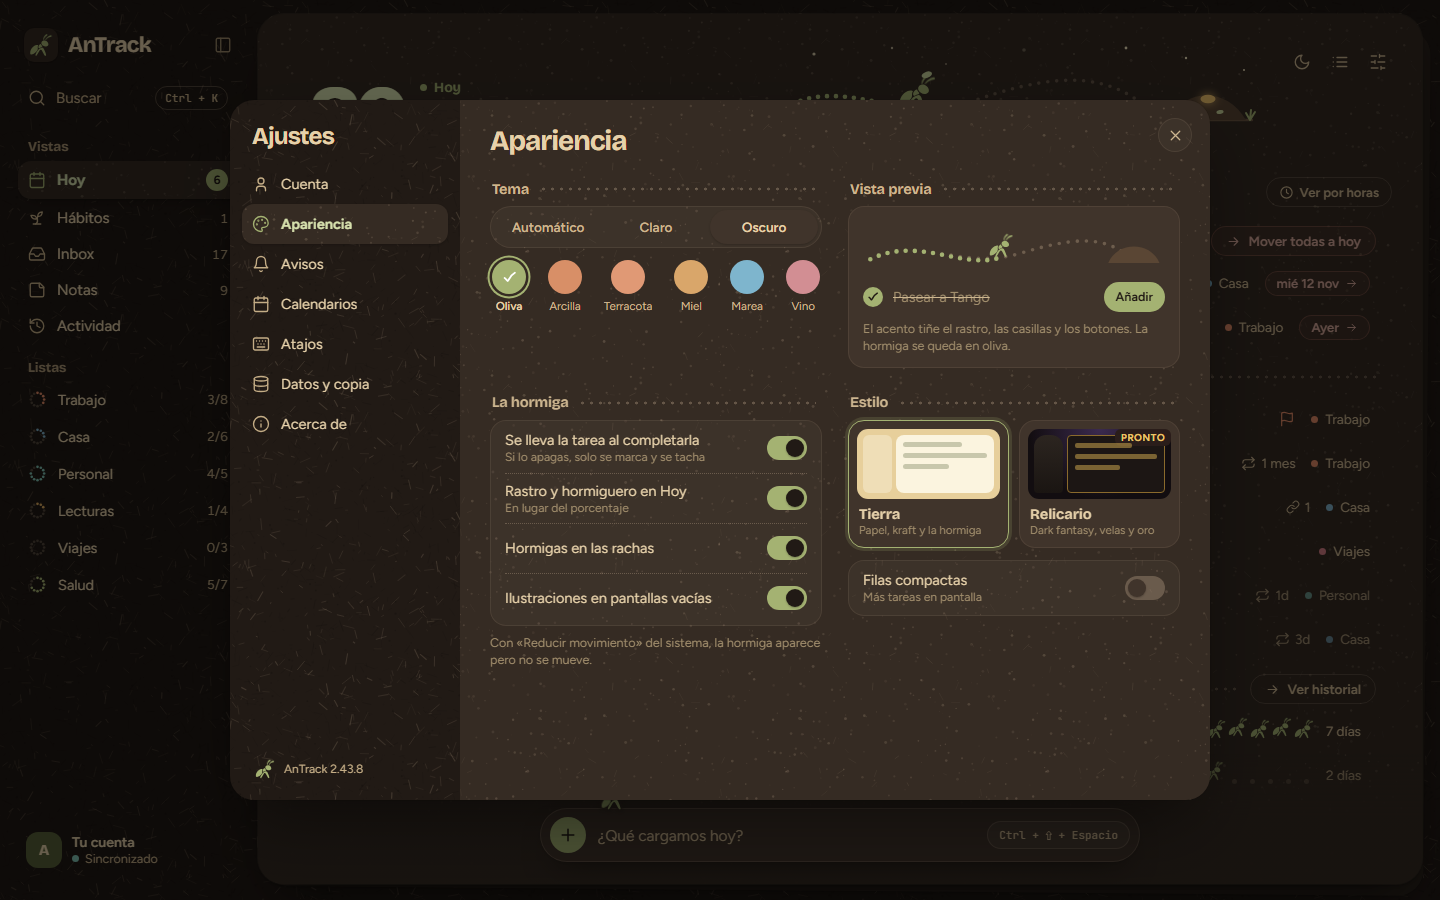 AnTrack
Buscar
Ctrl + K
Vistas
Hoy
6
Hábitos
1
Inbox
17
Notas
9
Actividad
Listas
Trabajo
3/8
Casa
2/6
Personal
4/5
Lecturas
1/4
Viajes
0/3
Salud
5/7
A
Tu cuenta
Sincronizado
Hoy
Ajustes
Cuenta
Apariencia
Avisos
Calendarios
Atajos
Datos y copia
Acerca de
AnTrack 2.43.8
Apariencia
Tema
Automático
Claro
Oscuro
Oliva
Arcilla
Terracota
Miel
Marea
Vino
Vista previa
Pasear a Tango
Añadir
El acento tiñe el rastro, las casillas y los botones. La
hormiga se queda en oliva.
La hormiga
Se lleva la tarea al completarla
Si lo apagas, solo se marca y se tacha
Rastro y hormiguero en Hoy
En lugar del porcentaje
Hormigas en las rachas
Ilustraciones en pantallas vacías
Con «Reducir movimiento» del sistema, la hormiga aparece
pero no se mueve.
Estilo
Tierra
Papel, kraft y la hormiga
PRONTO
Relicario
Dark fantasy, velas y oro
Filas compactas
Más tareas en pantalla
Ver por horas
Mover todas a hoy
Casa
mié 12 nov
Trabajo
Ayer
Trabajo
1 mes
Trabajo
1
Casa
Viajes
1d
Personal
3d
Casa
Ver historial
7 días
2 días
¿Qué cargamos hoy?
Ctrl + ⇧ + Espacio